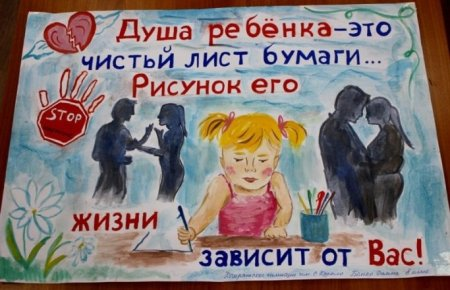 Душа ребёнка – это
чистый лист бумаги...
Рисунок его
STOP
жизни
зависит от Вас!